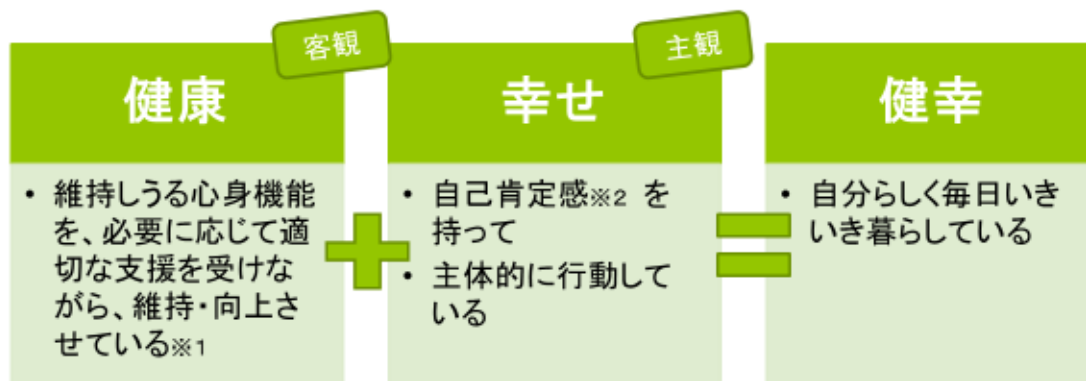 客観
健康
・ 維持しうる心身機能
を、必要に応じて適
切な支援を受けな
がら、維持・向上さ
せている※1
主観
幸せ
・ 自己肯定感※2 を
持って
・ 主体的に行動して
いる
健幸
・ 自分らしく毎日いき
いき暮らしている